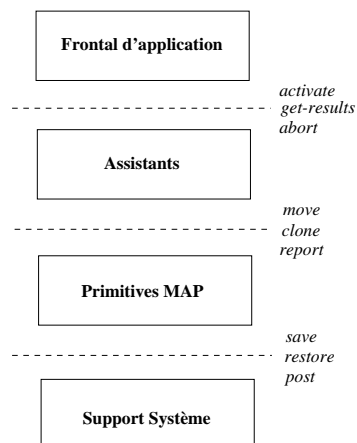 Frontal d'application
activate
get-results
abort
Assistants
move
clone
report
Primitives MAP
save
restore
post
Support Système